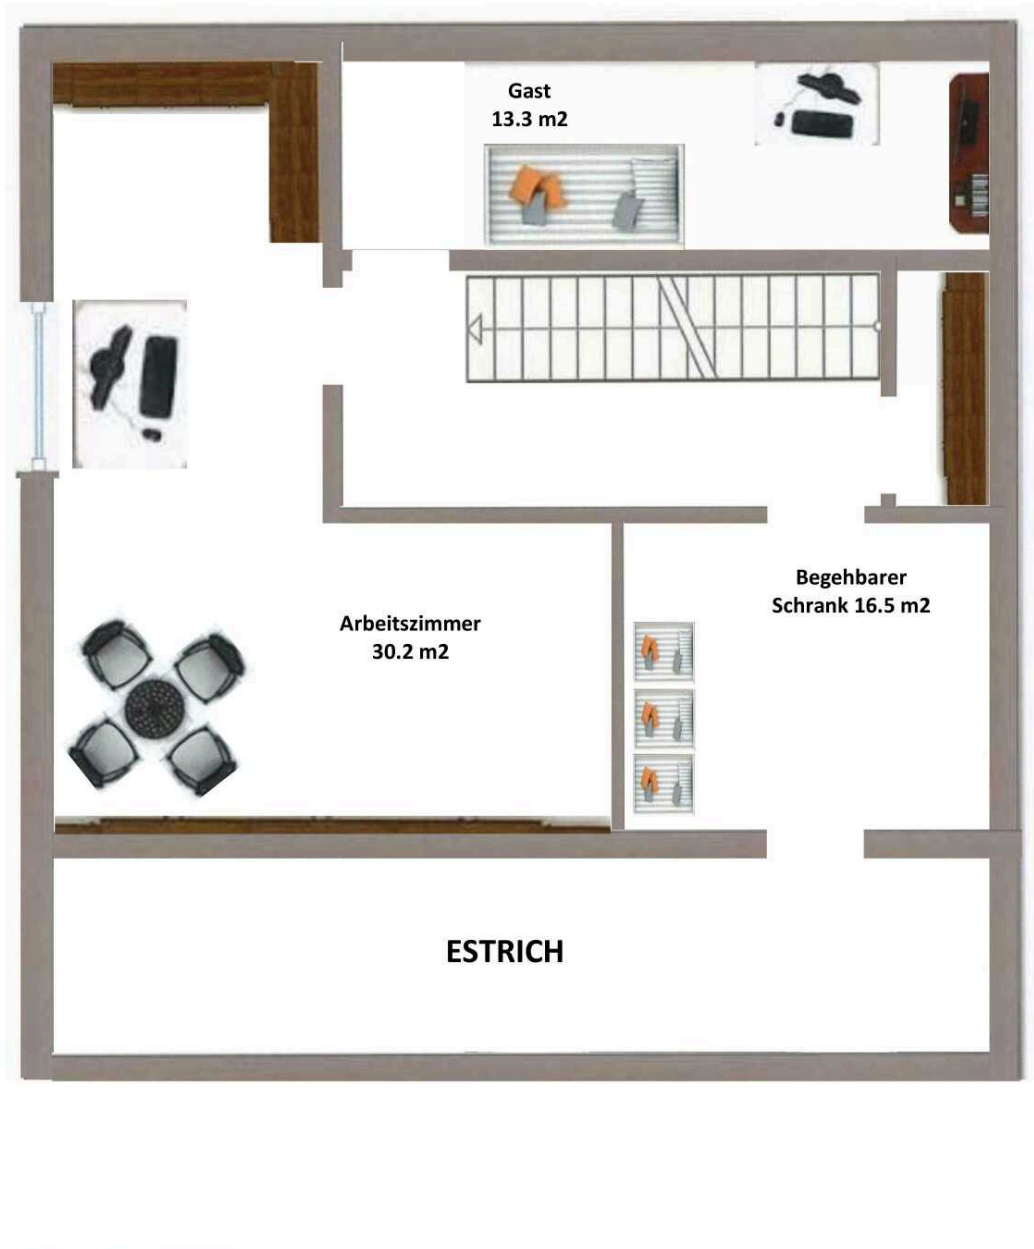 Gast
13.3 m2
Begehbarer
Schrank 16.5 m2
Arbeitszimmer
30.2 m2
ESTRICH